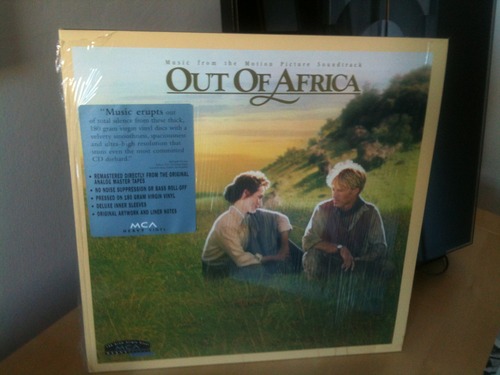 Music from the Motion Picture Soundtrack
OUT OF AFRICA
"Music erupts out
of total silence from these thick,
180 gram virgin vinyl discs with a
velvety smoothness, spaciousness
and ultra-high resolution that
stuns even the most committed
CD diehard."
• REMASTERED DIRECTLY FROM THE ORIGINAL
ANALOG MASTER TAPES
• NO NOISE SUPPRESSION OR BASS ROLL-OFF
• PRESSED ON 180 GRAM VIRGIN VINYL
• DELUXE INNER SLEEVES
• ORIGINAL ARTWORK AND LINER NOTES
MCA
HEAVY VINYL